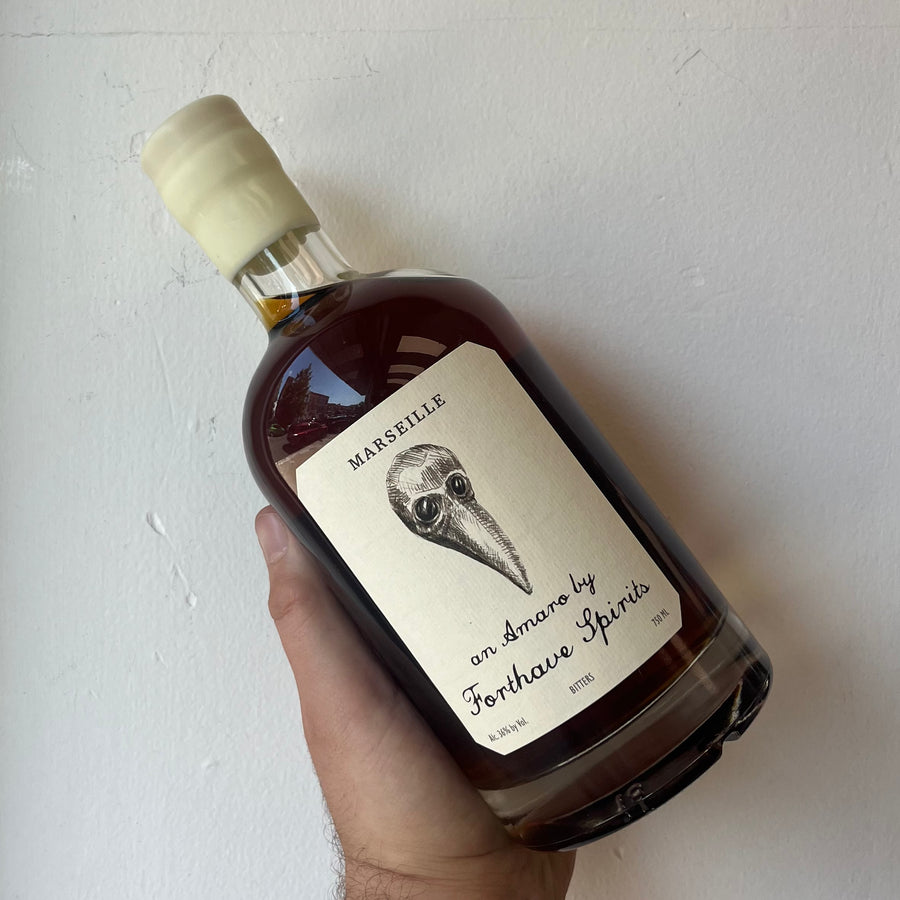 MARSEILLE
an Amaro by
Forthave Spirits
750 ML
BITTERS
Alc. 36% by Vol.